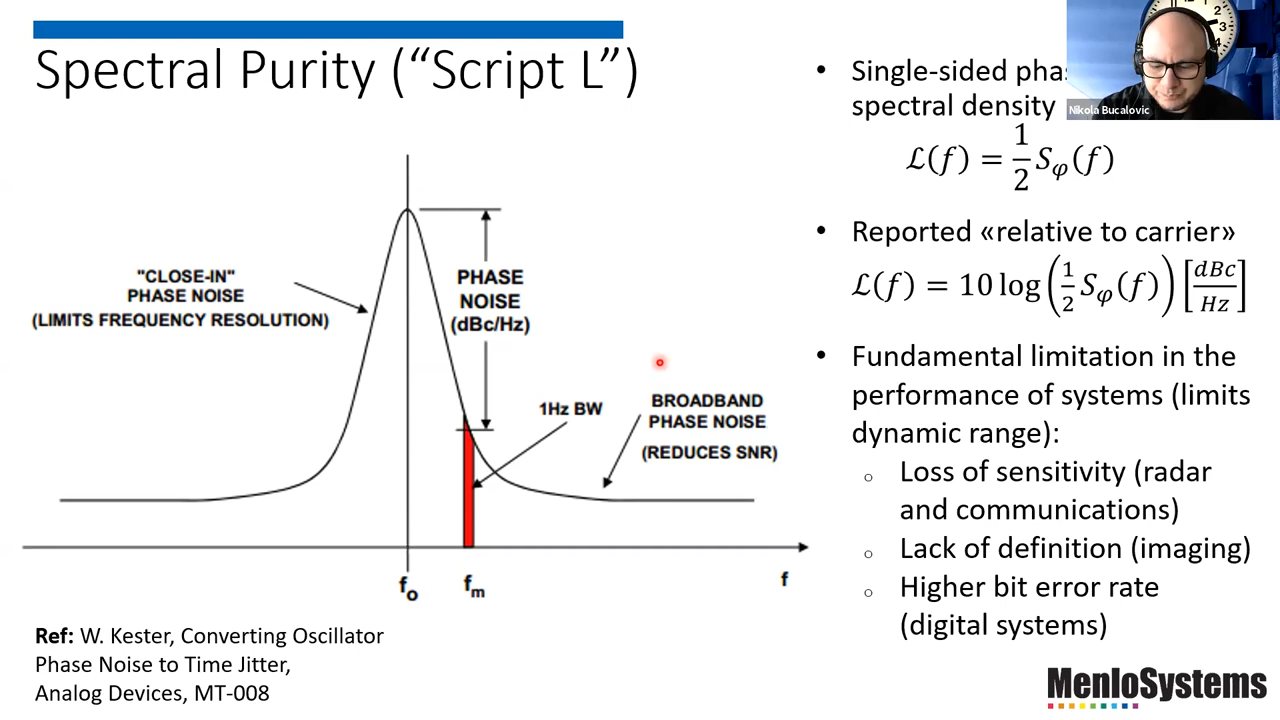 Spectral Purity (“Script L”)
"CLOSE-IN"
PHASE NOISE
(LIMITS FREQUENCY RESOLUTION)
PHASE
NOISE
(dBc/Hz)
1Hz BW
BROADBAND
PHASE NOISE
(REDUCES SNR)
fo
fm
f
Ref: W. Kester, Converting Oscillator
Phase Noise to Time Jitter,
Analog Devices, MT-008
• Single-sided
spectral density
ℒ(f) = 1/2 S_φ(f)
• Reported «relative to carrier»
ℒ(f) = 10 log(1/2 S_φ(f)) [dBc/Hz]
• Fundamental limitation in the
performance of systems (limits
dynamic range):
○ Loss of sensitivity (radar
and communications)
○ Lack of definition (imaging)
○ Higher bit error rate
(digital systems)
Nikola Bucalovic
2
3
4
MenloSystems